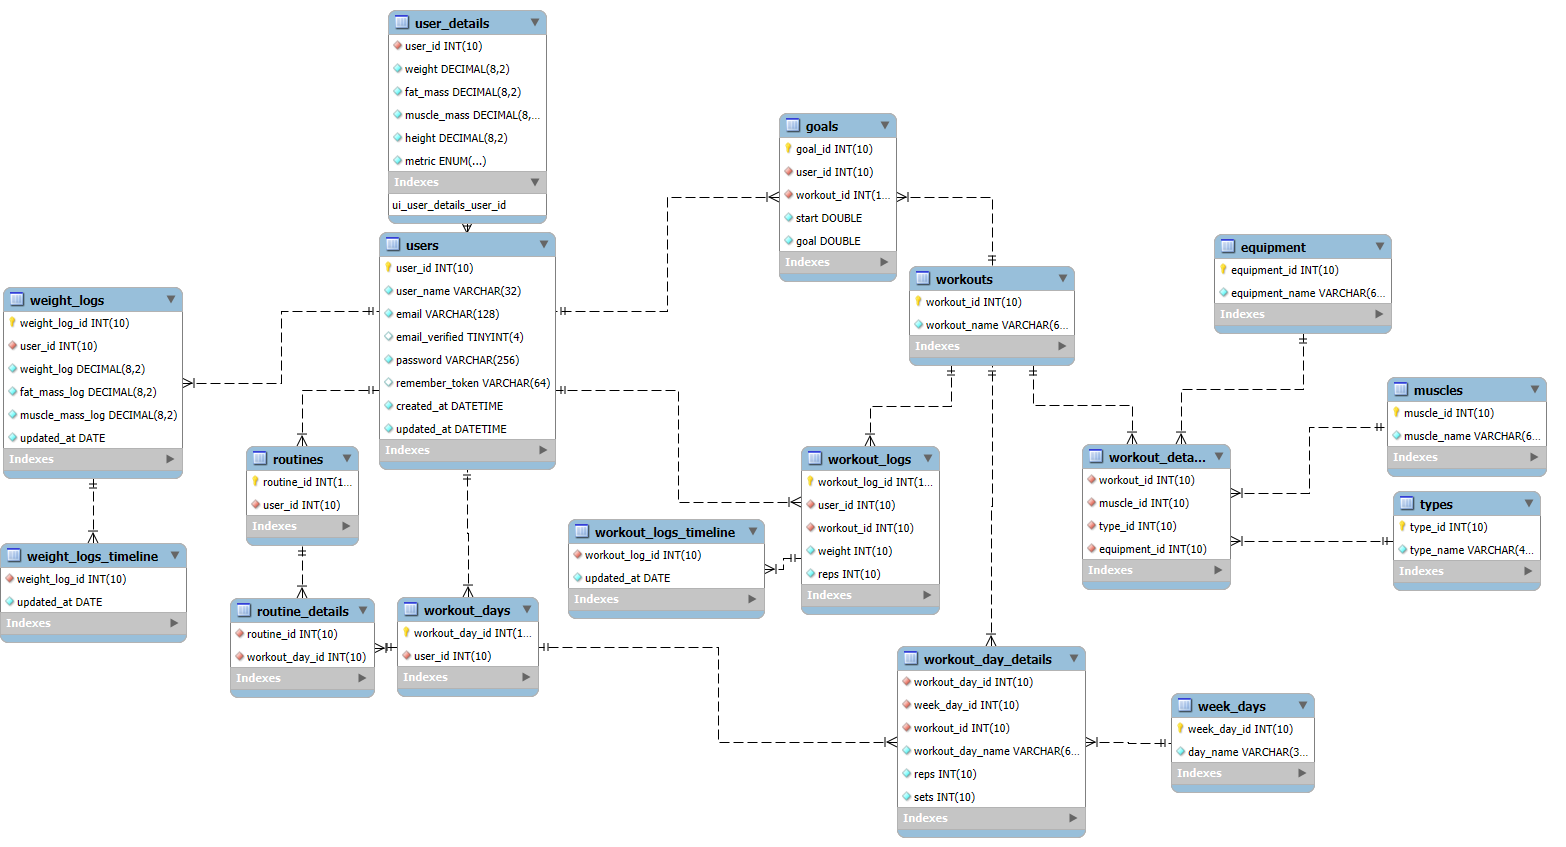 user_details
user_id INT(10)
weight DECIMAL(8,2)
fat_mass DECIMAL(8,2)
muscle_mass DECIMAL(8,...
height DECIMAL(8,2)
metric ENUM(...)
Indexes
ui_user_details_user_id
users
user_id INT(10)
user_name VARCHAR(32)
email VARCHAR(128)
email_verified TINYINT(4)
password VARCHAR(256)
remember_token VARCHAR(64)
created_at DATETIME
updated_at DATETIME
Indexes
goals
goal_id INT(10)
user_id INT(10)
workout_id INT(1...
start DOUBLE
goal DOUBLE
Indexes
workouts
workout_id INT(10)
workout_name VARCHAR(6...
Indexes
equipment
equipment_id INT(10)
equipment_name VARCHAR(6...
Indexes
weight_logs
weight_log_id INT(10)
user_id INT(10)
weight_log DECIMAL(8,2)
fat_mass_log DECIMAL(8,2)
muscle_mass_log DECIMAL(8,2)
updated_at DATE
Indexes
muscles
muscle_id INT(10)
muscle_name VARCHAR(6...
Indexes
routines
routine_id INT(1...
user_id INT(10)
Indexes
workout_logs
workout_log_id INT(1...
user_id INT(10)
workout_id INT(10)
weight INT(10)
reps INT(10)
Indexes
workout_deta...
workout_id INT(10)
muscle_id INT(10)
type_id INT(10)
equipment_id INT(10)
Indexes
types
type_id INT(10)
type_name VARCHAR(4...
Indexes
workout_logs_timeline
workout_log_id INT(10)
updated_at DATE
Indexes
weight_logs_timeline
weight_log_id INT(10)
updated_at DATE
Indexes
routine_details
routine_id INT(10)
workout_day_id INT(10)
Indexes
workout_days
workout_day_id INT(1...
user_id INT(10)
Indexes
workout_day_details
workout_day_id INT(10)
week_day_id INT(10)
workout_id INT(10)
workout_day_name VARCHAR(6...
reps INT(10)
sets INT(10)
Indexes
week_days
week_day_id INT(10)
day_name VARCHAR(3...
Indexes